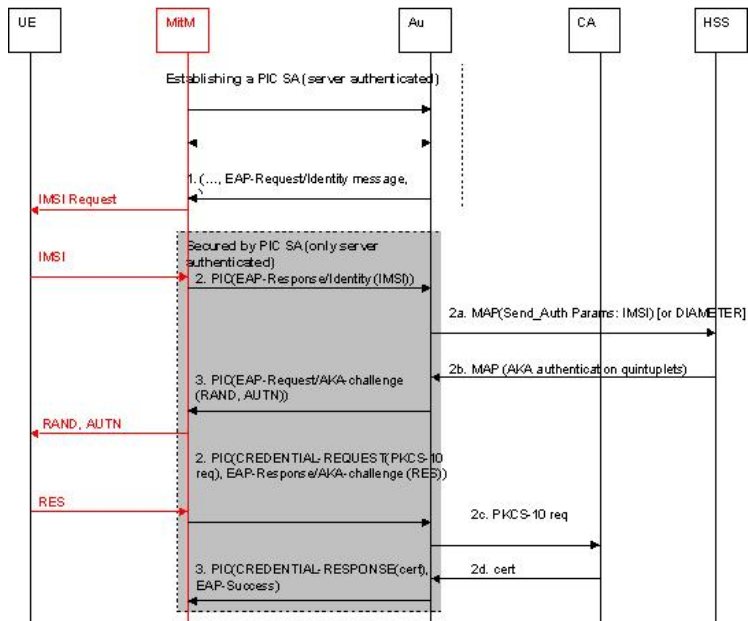 UE
MitM
Au
CA
HSS
Establishing a PIC SA (server authenticated)
1. (..., EAP-Request/Identity message,
)
IMSI Request
Secured by PIC SA (only server
authenticated)
IMSI
2. PIC(EAP-Response/Identity (IMSI))
2a. MAP(Send_Auth Params: IMSI) [or DIAMETER]
2b. MAP (AKA authentication quintuplets)
3. PIC(EAP-Request/AKA-challenge
(RAND, AUTN))
RAND, AUTN
2. PIC(CREDENTIAL-REQUEST(PKCS-10
req), EAP-Response/AKA-challenge (RES))
RES
2c. PKCS-10 req
3. PIC(CREDENTIAL-RESPONSE(cert),
EAP-Success)
2d. cert